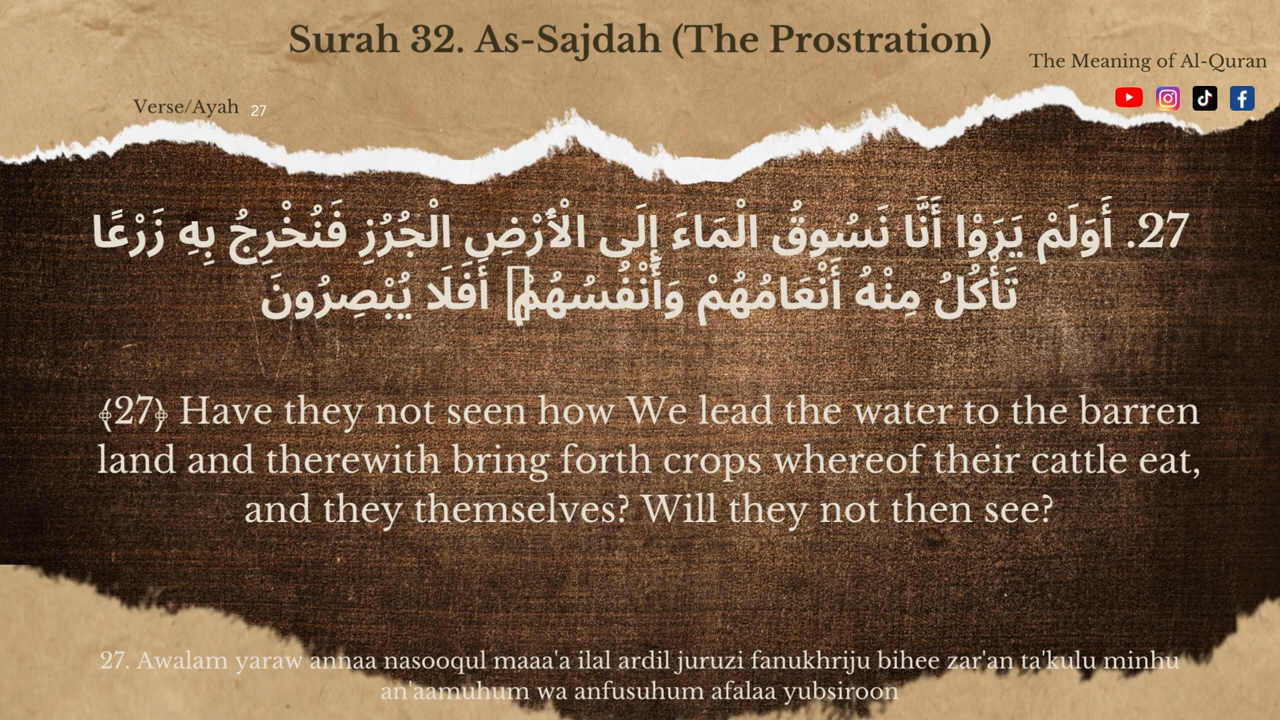 Surah 32. As-Sajdah (The Prostration)
The Meaning of Al-Quran
Verse/Ayah 27
27. أَوَلَمْ يَرَوْا أَنَّا نَسُوقُ الْمَاءَ إِلَى الْأَرْضِ الْجُرُزِ فَنُخْرِجُ بِهِ زَرْعًا
تَأْكُلُ مِنْهُ أَنْعَامُهُمْ وَأَنْفُسُهُمْ أَفَلَا يُبْصِرُونَ
﴾27﴿ Have they not seen how We lead the water to the barren
land and therewith bring forth crops whereof their cattle eat,
and they themselves? Will they not then see?
27. Awalam yaraw annaa nasooqul maaa'a ilal ardil juruzi fanukhriju bihee zar'an ta'kulu minhu
an'aamuhum wa anfusuhum afalaa yubsiroon